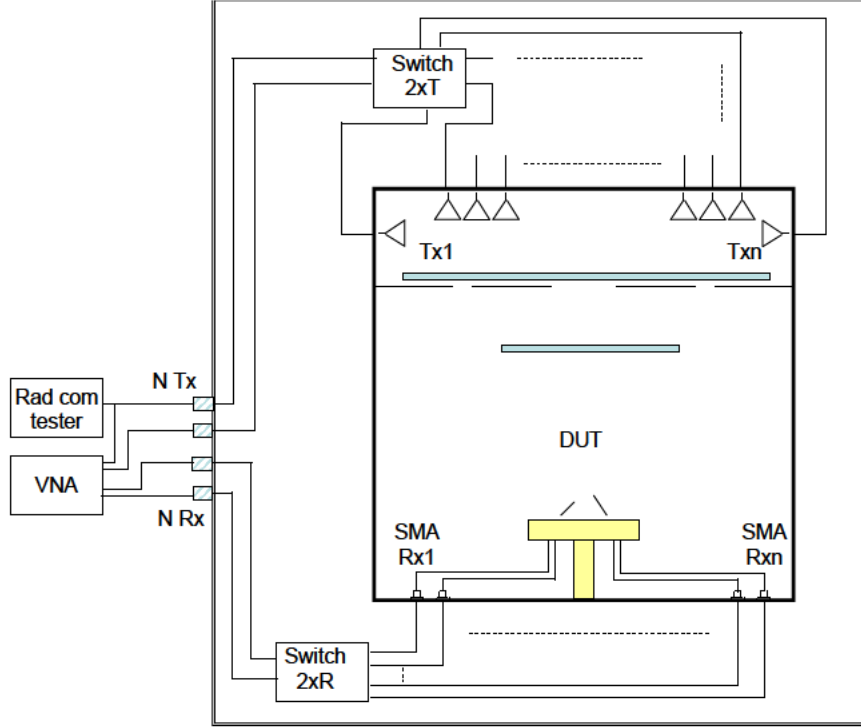 Switch
2xT
Tx1
Txn
N Tx
Rad com
tester
VNA
N Rx
DUT
SMA
Rx1
SMA
Rxn
Switch
2xR